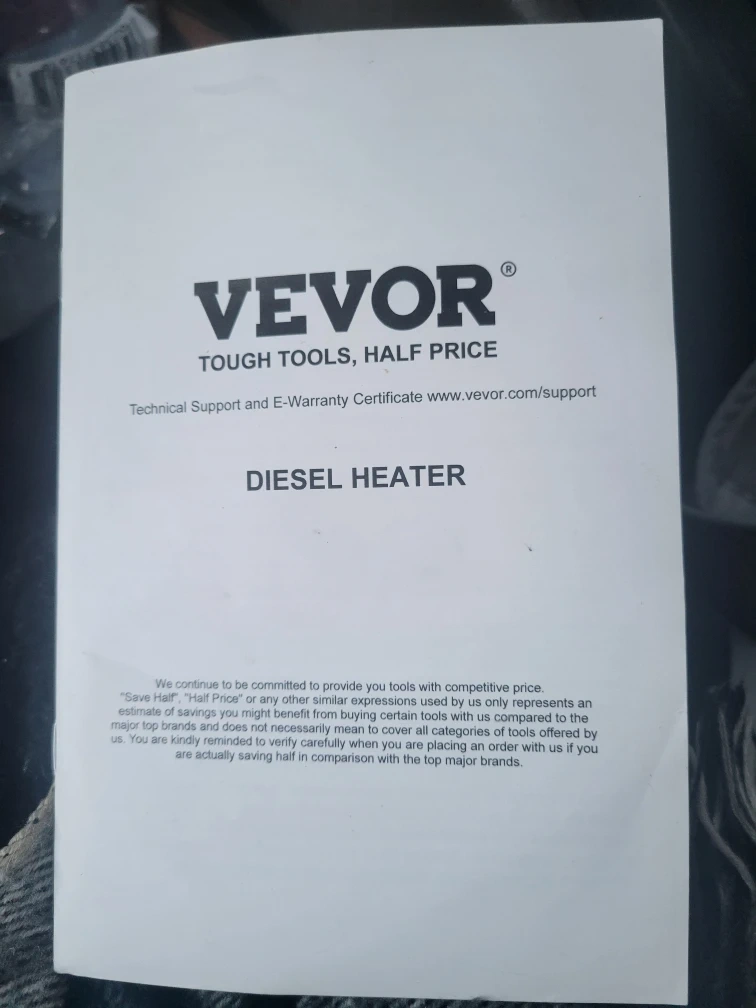 VEVOR®
TOUGH TOOLS, HALF PRICE
Technical Support and E-Warranty Certificate www.vevor.com/support
DIESEL HEATER
We continue to be committed to provide you tools with competitive price.
"Save Half", "Half Price" or any other similar expressions used by us only represents an
estimate of savings you might benefit from buying certain tools with us compared to the
major top brands and does not necessarily mean to cover all categories of tools offered by
us. You are kindly reminded to verify carefully when you are placing an order with us if you
are actually saving half in comparison with the top major brands.